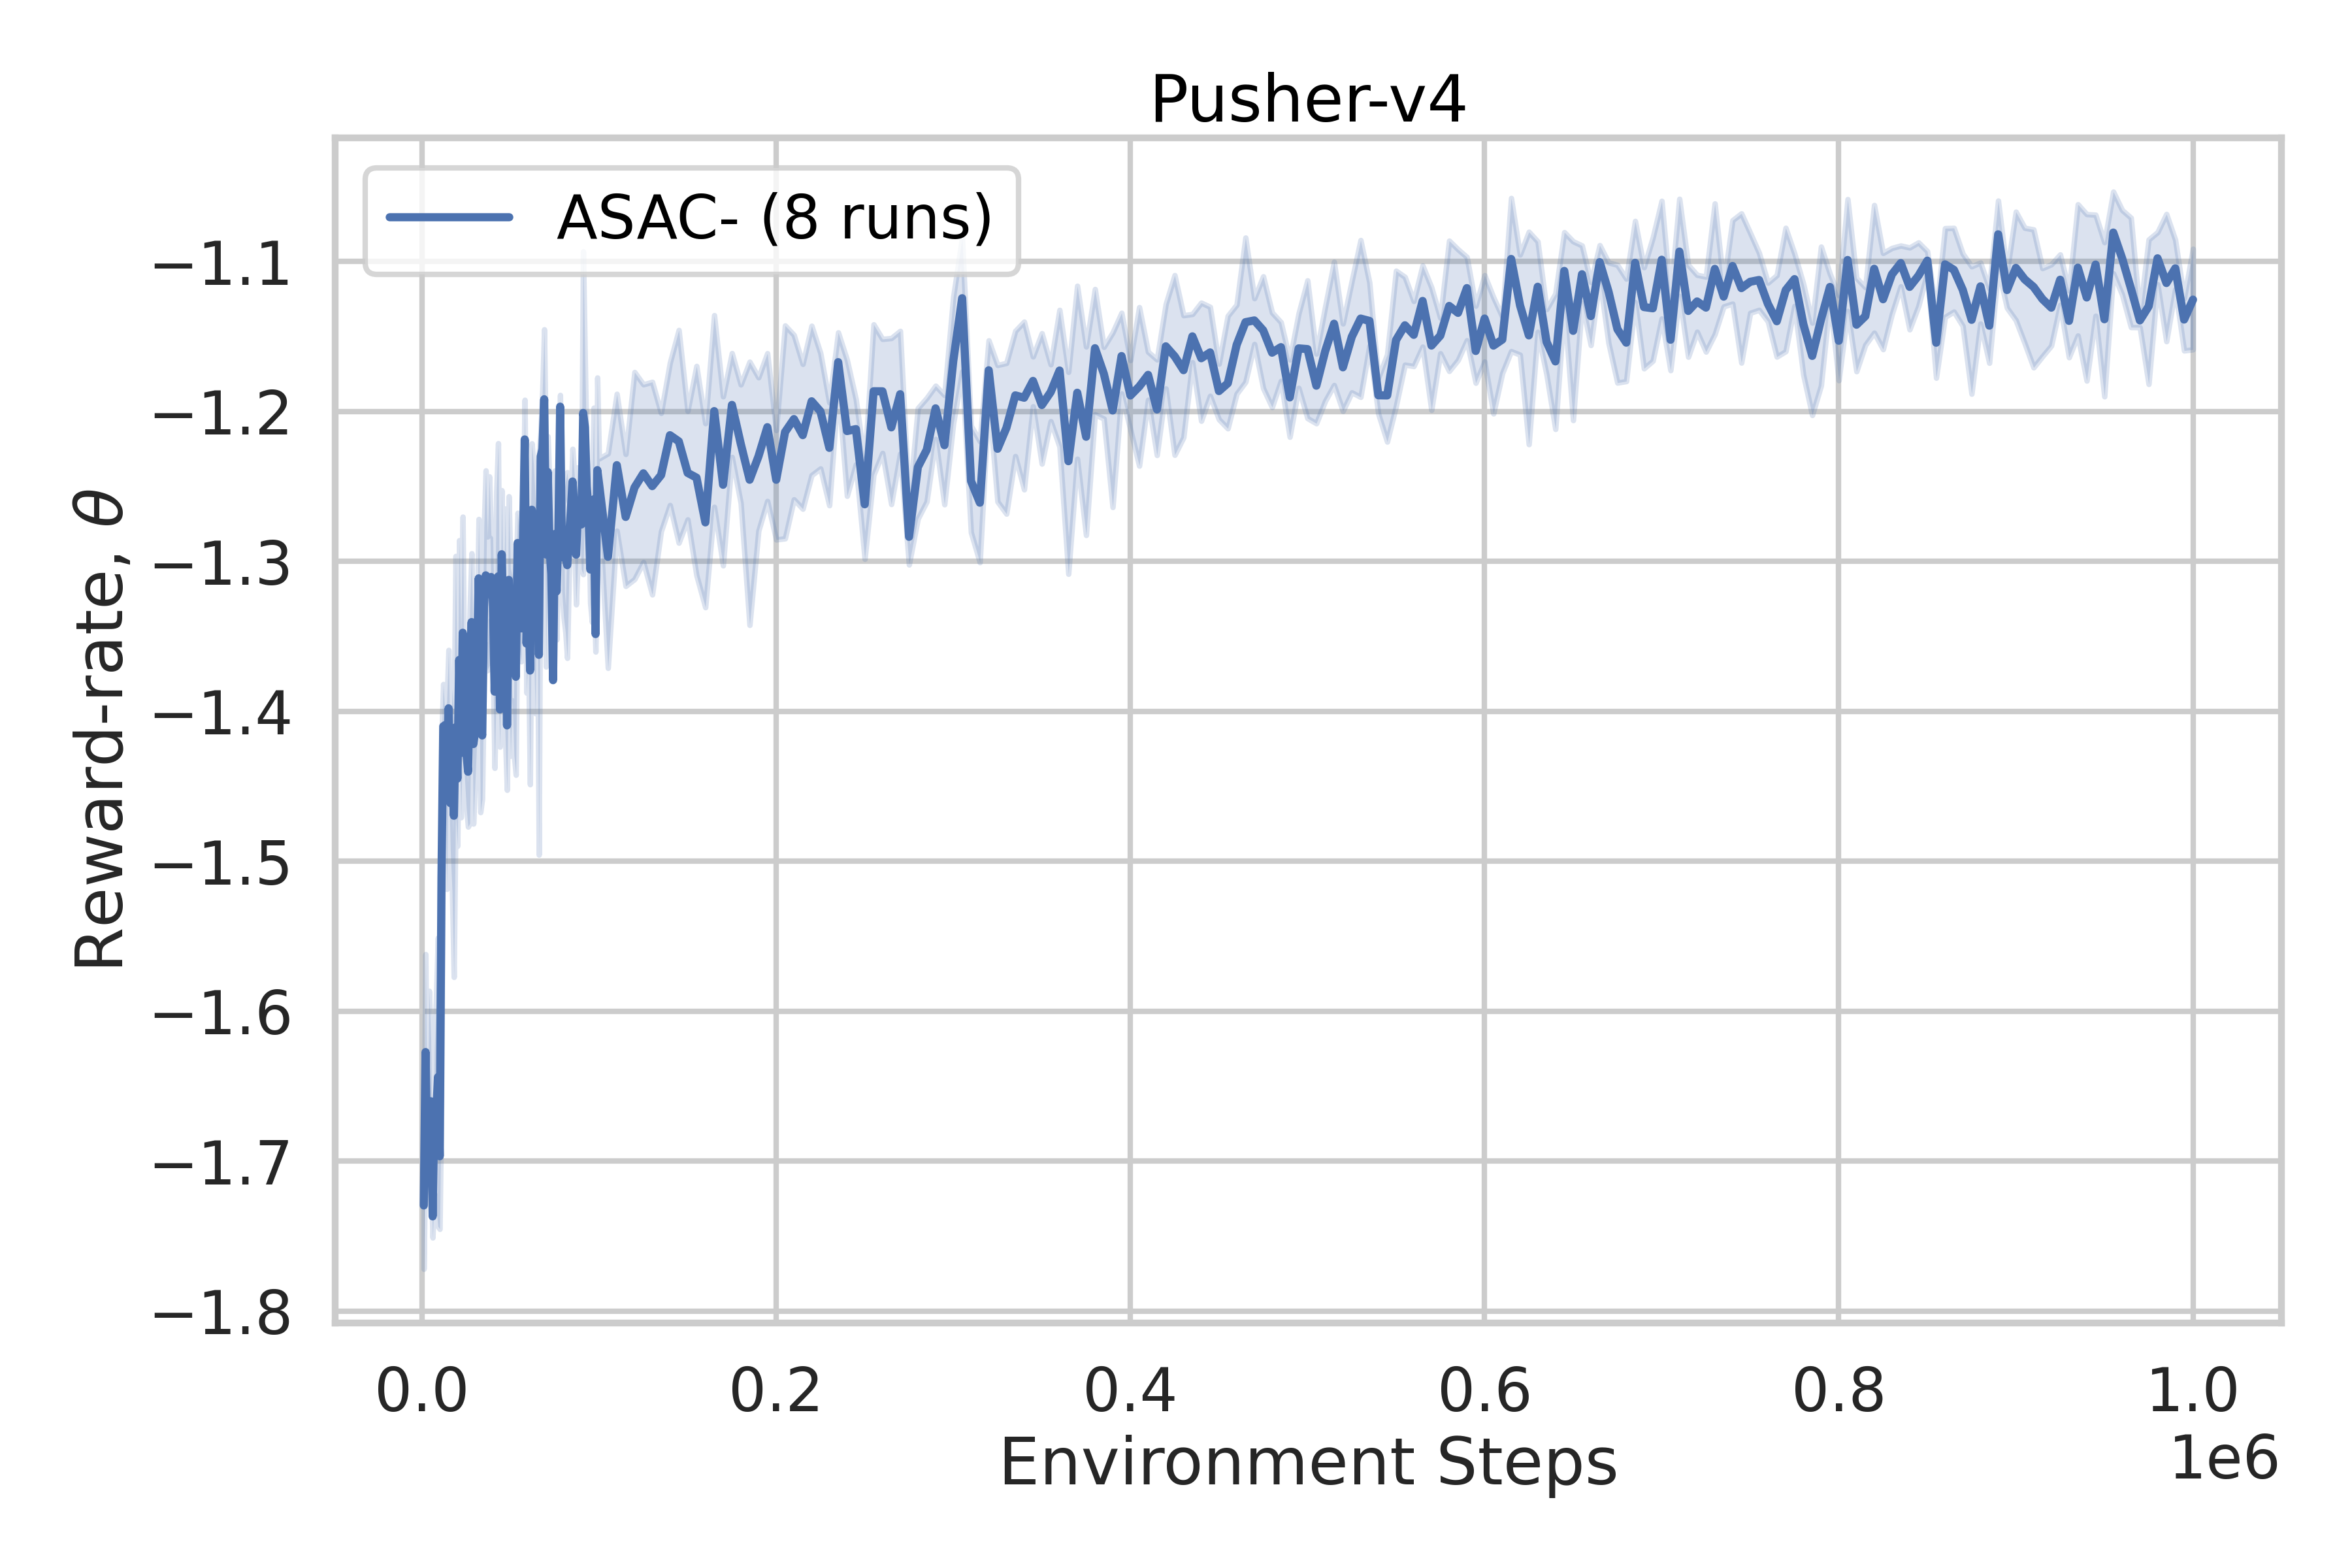 Pusher-v4
ASAC- (8 runs)
Reward-rate, θ
−1.1
−1.2
−1.3
−1.4
−1.5
−1.6
−1.7
−1.8
0.0 0.2 0.4 0.6 0.8 1.0
Environment Steps
1e6